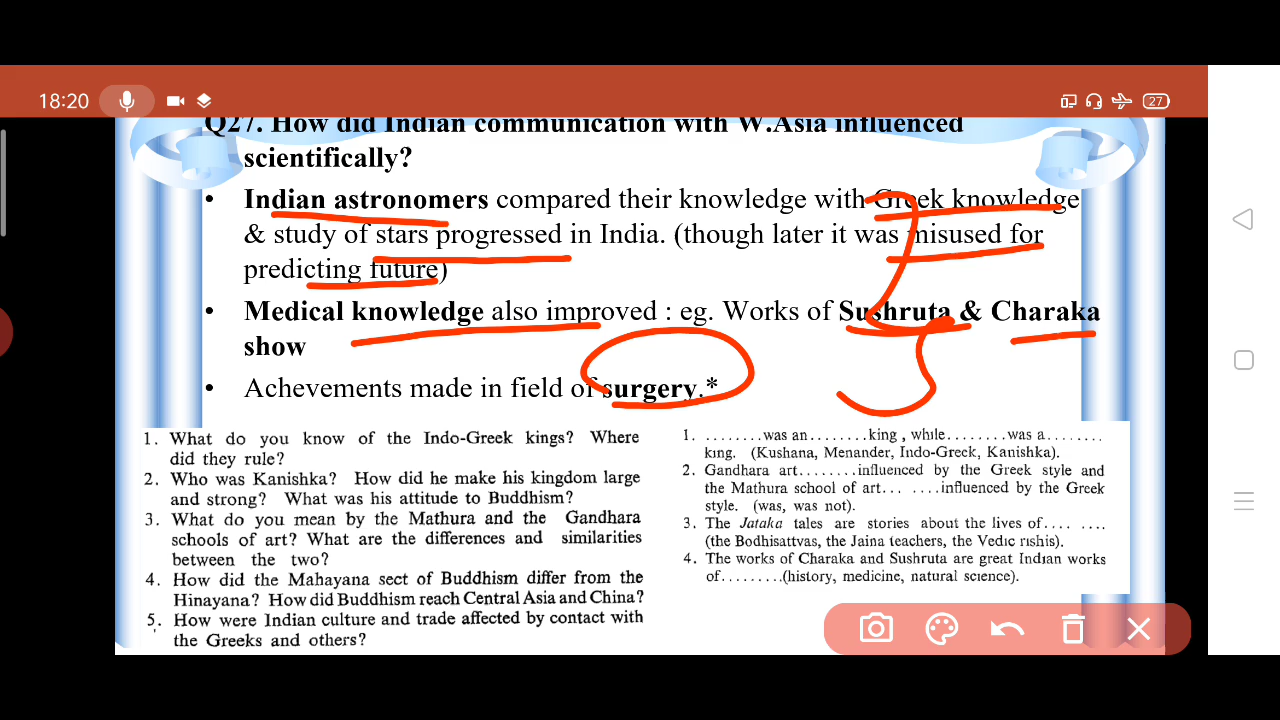 18:20
27
Q27. How did Indian communication with W.Asia influenced
scientifically?
• Indian astronomers compared their knowledge with Greek knowledge
& study of stars progressed in India. (though later it was misused for
predicting future)
• Medical knowledge also improved : eg. Works of Sushruta & Charaka
show
• Achevements made in field of surgery.*
1. What do you know of the Indo-Greek kings? Where
did they rule?
2. Who was Kanishka? How did he make his kingdom large
and strong? What was his attitude to Buddhism?
3. What do you mean by the Mathura and the Gandhara
schools of art? What are the differences and similarities
between the two?
4. How did the Mahayana sect of Buddhism differ from the
Hinayana? How did Buddhism reach Central Asia and China?
5. How were Indian culture and trade affected by contact with
the Greeks and others?
1. ........was an........king , while........was a........
king. (Kushana, Menander, Indo-Greek, Kanishka).
2. Gandhara art........influenced by the Greek style and
the Mathura school of art... ....influenced by the Greek
style. (was, was not).
3. The Jataka tales are stories about the lives of.... ....
(the Bodhisattvas, the Jaina teachers, the Vedic rishis).
4. The works of Charaka and Sushruta are great Indian works
of.........(history, medicine, natural science).